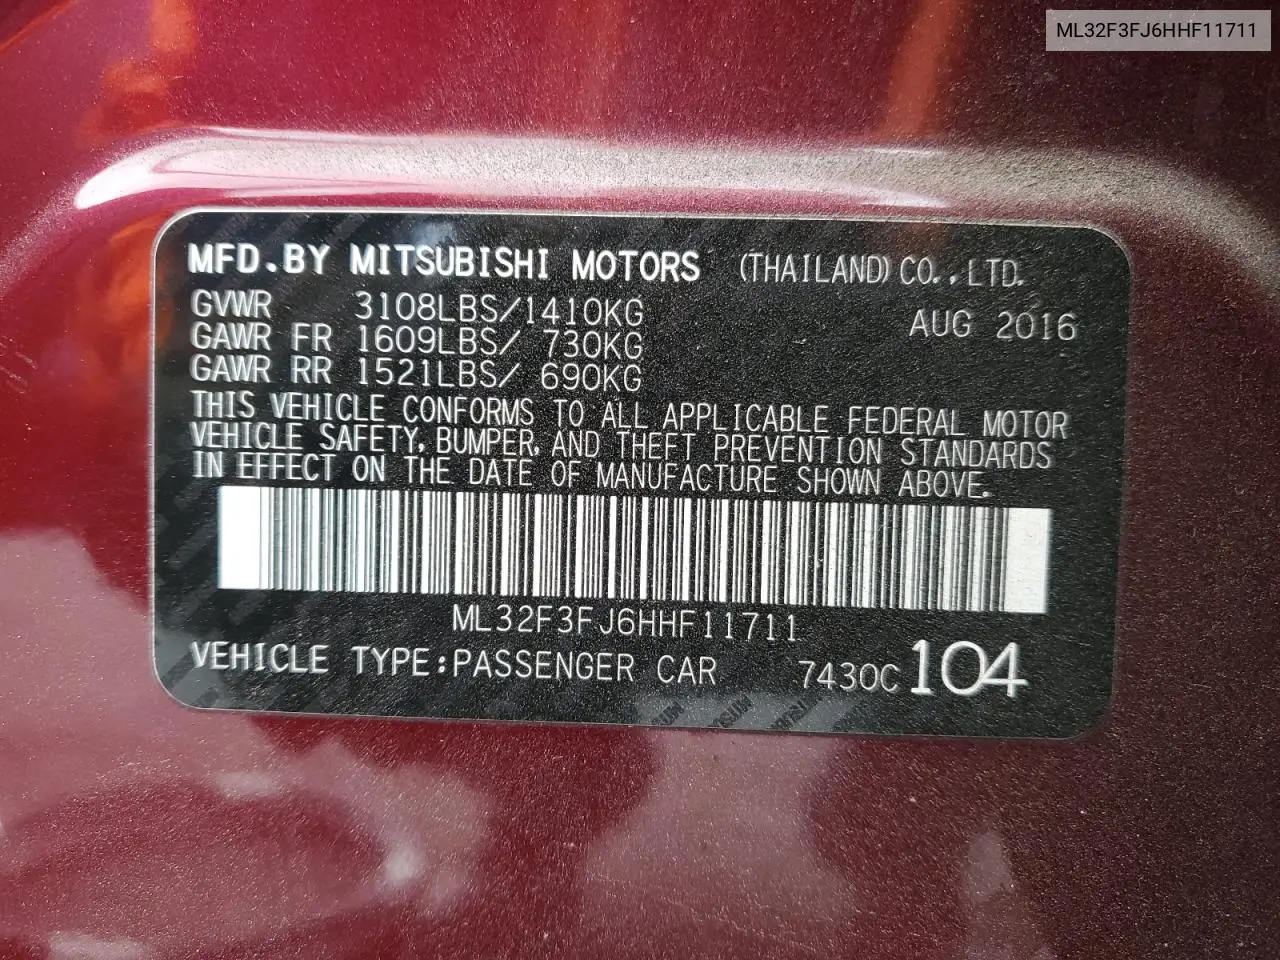 ML32F3FJ6HHF11711
MFD.BY MITSUBISHI MOTORS (THAILAND) CO.,LTD.
GVWR 3108LBS/1410KG AUG 2016
GAWR FR 1609LBS/ 730KG
GAWR RR 1521LBS/ 690KG
THIS VEHICLE CONFORMS TO ALL APPLICABLE FEDERAL MOTOR
VEHICLE SAFETY, BUMPER, AND THEFT PREVENTION STANDARDS
IN EFFECT ON THE DATE OF MANUFACTURE SHOWN ABOVE.
ML32F3FJ6HHF11711
VEHICLE TYPE:PASSENGER CAR 7430C 104